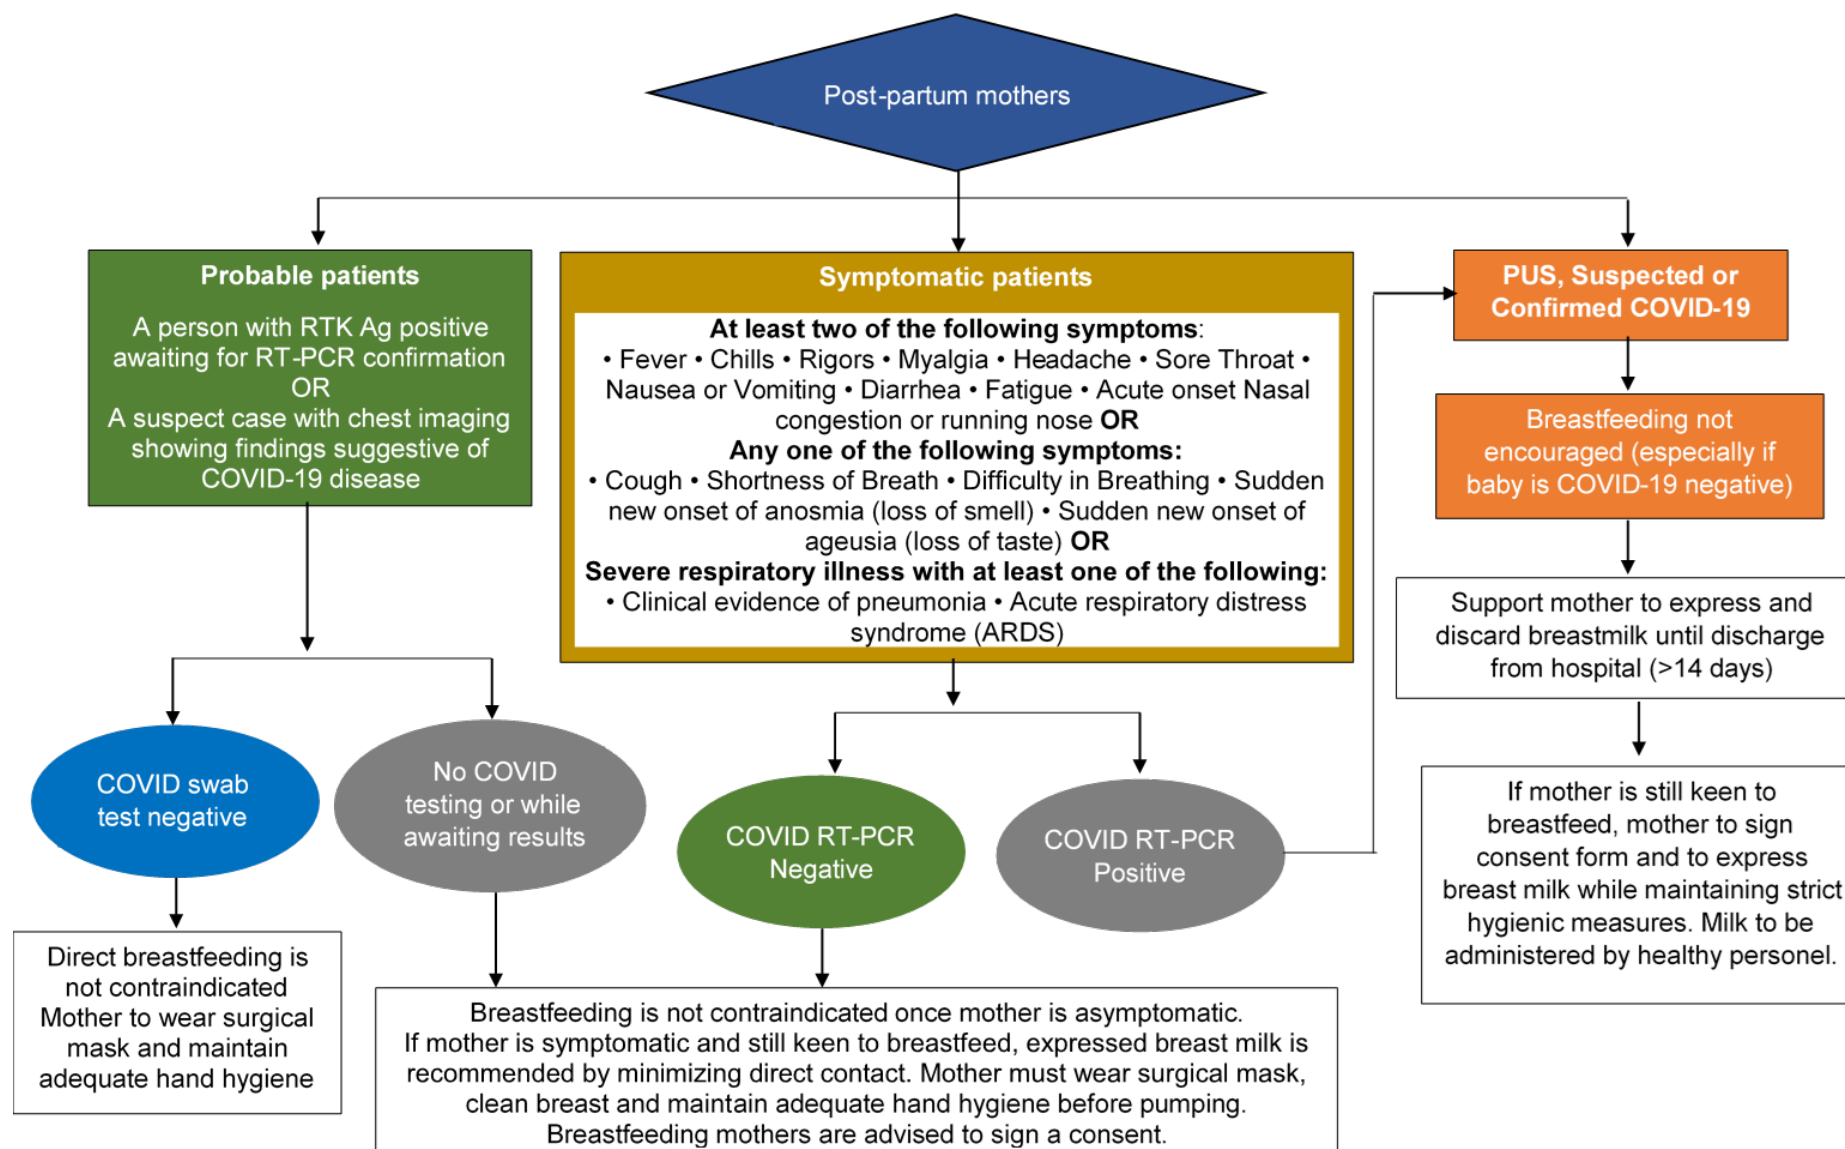 Post-partum mothers
Probable patients
A person with RTK Ag positive
awaiting for RT-PCR confirmation
OR
A suspect case with chest imaging
showing findings suggestive of
COVID-19 disease
Symptomatic patients
At least two of the following symptoms:
• Fever • Chills • Rigors • Myalgia • Headache • Sore Throat •
Nausea or Vomiting • Diarrhea • Fatigue • Acute onset Nasal
congestion or running nose OR
Any one of the following symptoms:
• Cough • Shortness of Breath • Difficulty in Breathing • Sudden
new onset of anosmia (loss of smell) • Sudden new onset of
ageusia (loss of taste) OR
Severe respiratory illness with at least one of the following:
• Clinical evidence of pneumonia • Acute respiratory distress
syndrome (ARDS)
PUS, Suspected or
Confirmed COVID-19
Breastfeeding not
encouraged (especially if
baby is COVID-19 negative)
Support mother to express and
discard breastmilk until discharge
from hospital (>14 days)
If mother is still keen to
breastfeed, mother to sign
consent form and to express
breast milk while maintaining strict
hygienic measures. Milk to be
administered by healthy personel.
COVID swab
test negative
No COVID
testing or while
awaiting results
COVID RT-PCR
Negative
COVID RT-PCR
Positive
Direct breastfeeding is
not contraindicated
Mother to wear surgical
mask and maintain
adequate hand hygiene
Breastfeeding is not contraindicated once mother is asymptomatic.
If mother is symptomatic and still keen to breastfeed, expressed breast milk is
recommended by minimizing direct contact. Mother must wear surgical mask,
clean breast and maintain adequate hand hygiene before pumping.
Breastfeeding mothers are advised to sign a consent.